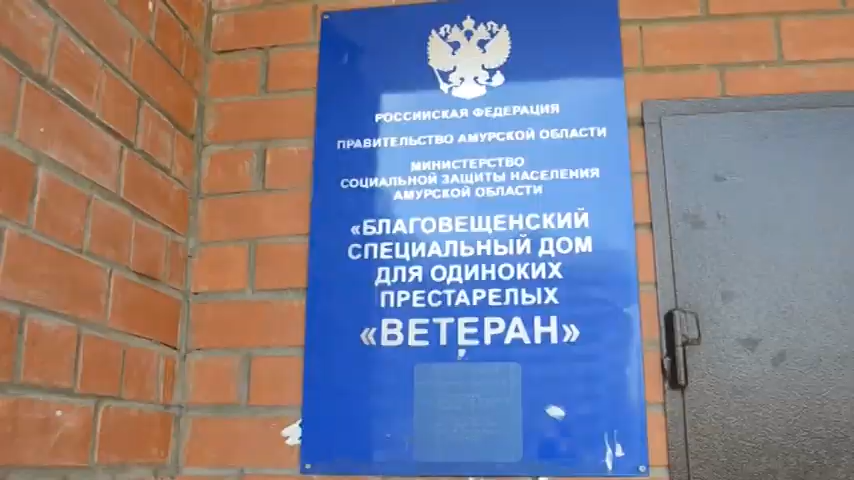 РОССИЙСКАЯ ФЕДЕРАЦИЯ
ПРАВИТЕЛЬСТВО АМУРСКОЙ ОБЛАСТИ
МИНИСТЕРСТВО
СОЦИАЛЬНОЙ ЗАЩИТЫ НАСЕЛЕНИЯ
АМУРСКОЙ ОБЛАСТИ
«БЛАГОВЕЩЕНСКИЙ
СПЕЦИАЛЬНЫЙ ДОМ
ДЛЯ ОДИНОКИХ
ПРЕСТАРЕЛЫХ
«ВЕТЕРАН»